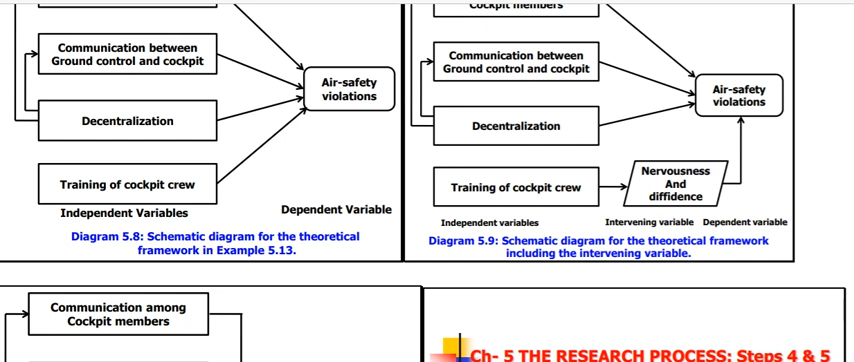 Communication between
Ground control and cockpit
Air-safety
violations
Decentralization
Training of cockpit crew
Independent Variables
Dependent Variable
Diagram 5.8: Schematic diagram for the theoretical
framework in Example 5.13.
Cockpit members
Communication between
Ground control and cockpit
Air-safety
violations
Decentralization
Nervousness
And
diffidence
Training of cockpit crew
Independent variables
Intervening variable
Dependent variable
Diagram 5.9: Schematic diagram for the theoretical framework
including the intervening variable.
Communication among
Cockpit members
Ch- 5 THE RESEARCH PROCESS: Steps 4 & 5